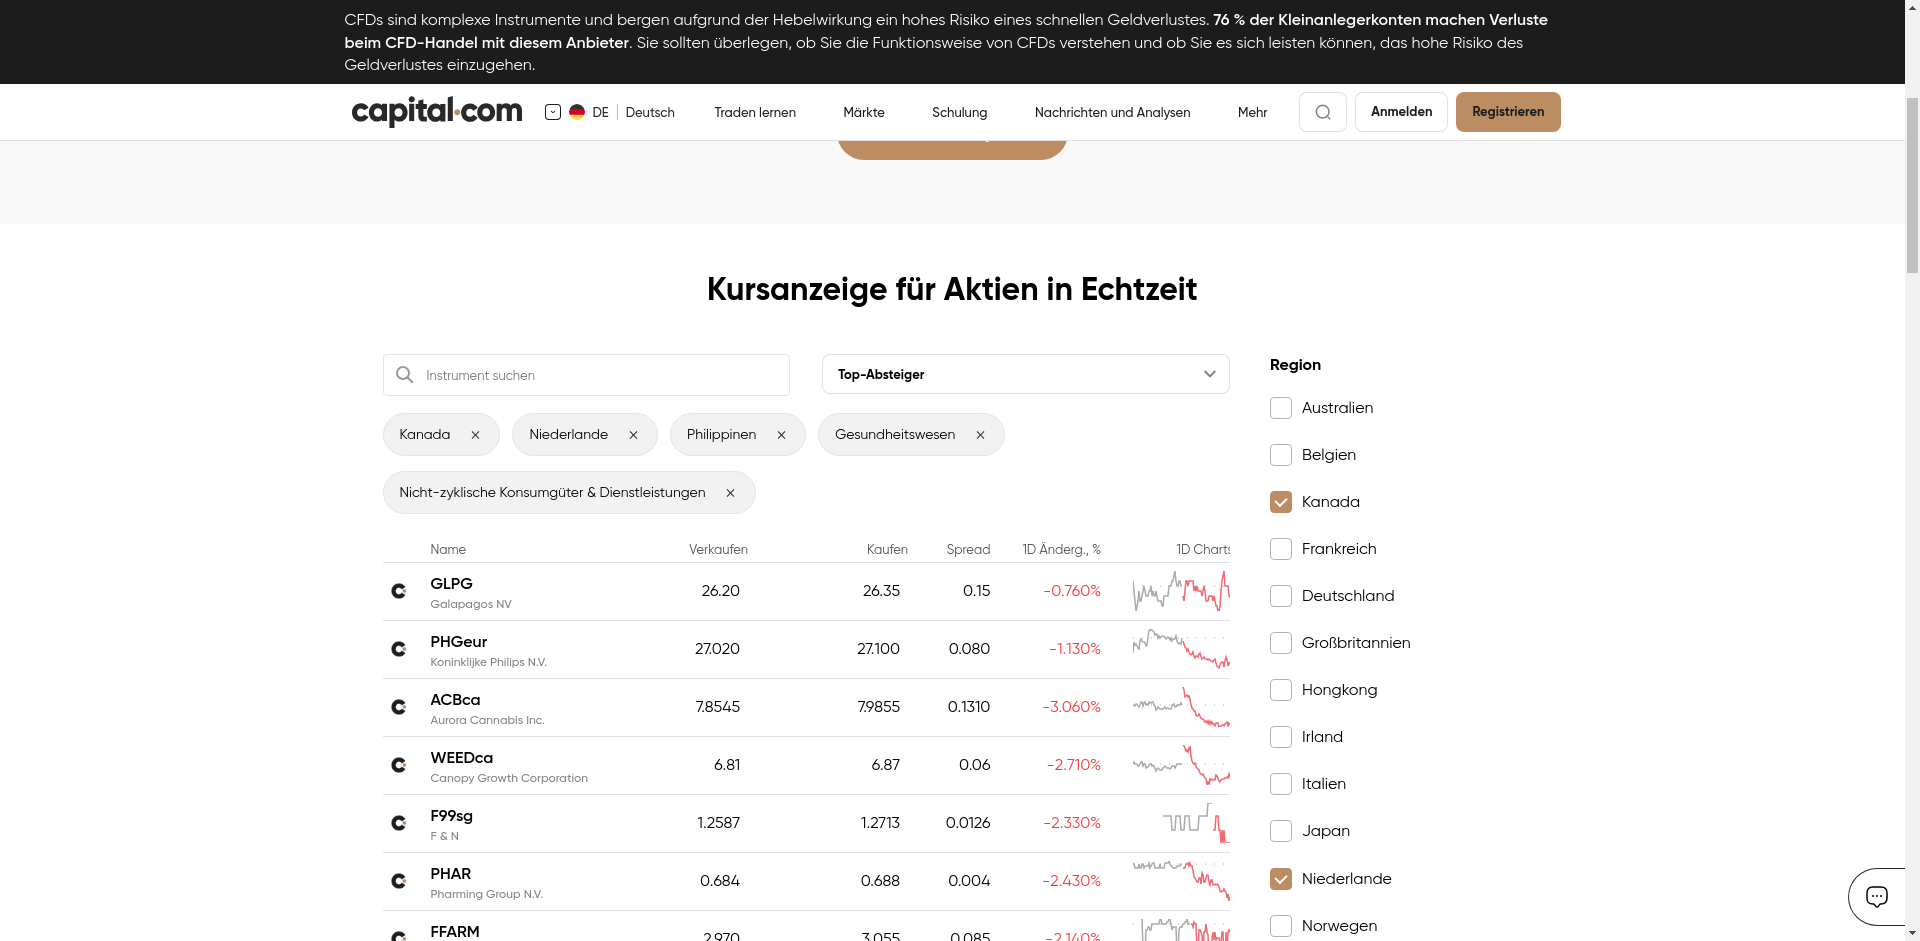 CFDs sind komplexe Instrumente und bergen aufgrund der Hebelwirkung ein hohes Risiko eines schnellen Geldverlustes. 76 % der Kleinanlegerkonten machen Verluste
beim CFD-Handel mit diesem Anbieter. Sie sollten überlegen, ob Sie die Funktionsweise von CFDs verstehen und ob Sie es sich leisten können, das hohe Risiko des
Geldverlustes einzugehen.
capital.com DE Deutsch Traden lernen Märkte Schulung Nachrichten und Analysen Mehr Anmelden Registrieren
Kursanzeige für Aktien in Echtzeit
Instrument suchen
Top-Absteiger
Kanada × Niederlande × Philippinen × Gesundheitswesen ×
Nicht-zyklische Konsumgüter & Dienstleistungen ×
Name Verkaufen Kaufen Spread 1D Änderg., % 1D Charts
GLPG 26.20 26.35 0.15 -0.760%
Galapagos NV
PHGeur 27.020 27.100 0.080 -1.130%
Koninklijke Philips N.V.
ACBca 7.8545 7.9855 0.1310 -3.060%
Aurora Cannabis Inc.
WEEDca 6.81 6.87 0.06 -2.710%
Canopy Growth Corporation
F99sg 1.2587 1.2713 0.0126 -2.330%
F & N
PHAR 0.684 0.688 0.004 -2.430%
Pharming Group N.V.
FFARM 2.970 3.055 0.085 -2.140%
Region
Australien
Belgien
Kanada
Frankreich
Deutschland
Großbritannien
Hongkong
Irland
Italien
Japan
Niederlande
Norwegen